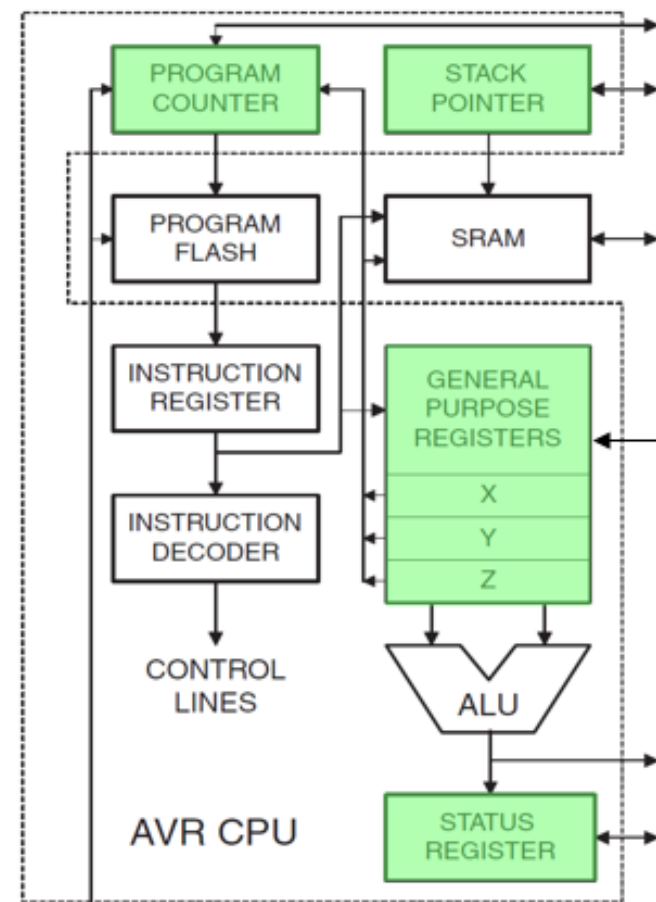 PROGRAM
COUNTER
STACK
POINTER
PROGRAM
FLASH
SRAM
INSTRUCTION
REGISTER
GENERAL
PURPOSE
REGISTERS
X
Y
Z
INSTRUCTION
DECODER
CONTROL
LINES
ALU
AVR CPU
STATUS
REGISTER